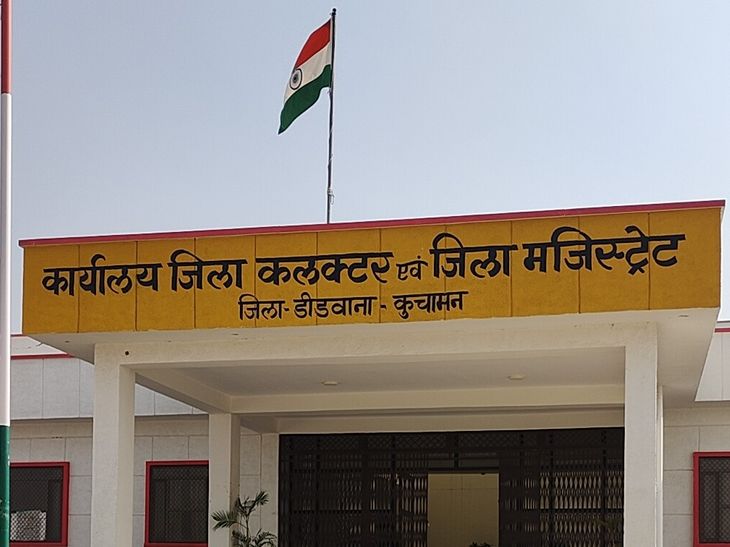 कार्यालय जिला कलक्टर एवं जिला मजिस्ट्रेट
जिला-डीडवाना - कुचामन